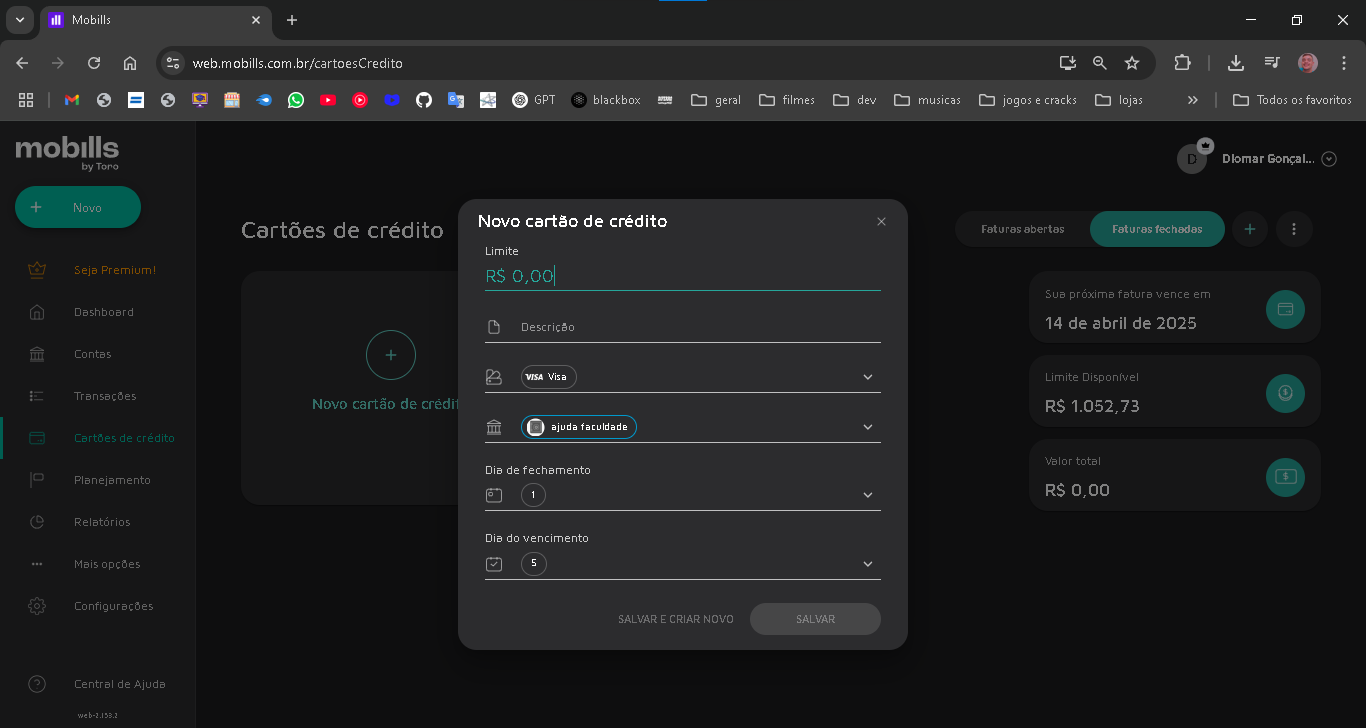 Mobills
web.mobills.com.br/cartoesCredito
GPT
blackbox
geral
filmes
dev
musicas
jogos e cracks
lojas
Todos os favoritos
mobills
by Toro
Novo
Seja Premium!
Dashboard
Contas
Transações
Cartões de crédito
Planejamento
Relatórios
Mais opções
Configurações
Central de Ajuda
web-2.153.2
D
Diomar Gonçal...
Cartões de crédito
Faturas abertas
Faturas fechadas
Novo cartão de crédit
Sua próxima fatura vence em
14 de abril de 2025
Limite Disponível
R$ 1.052,73
Valor total
R$ 0,00
Novo cartão de crédito
Limite
R$ 0,00
Descrição
VISA Visa
ajuda faculdade
Dia de fechamento
1
Dia do vencimento
5
SALVAR E CRIAR NOVO
SALVAR